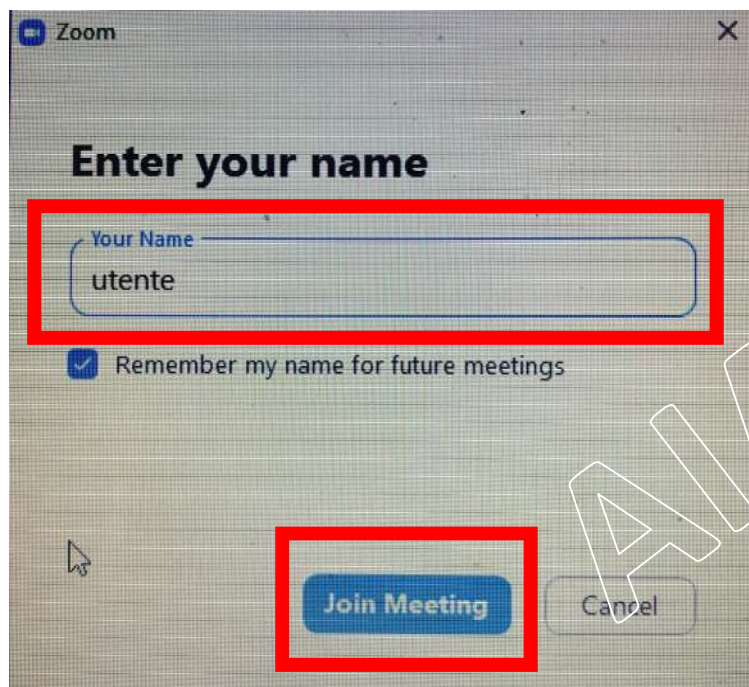 Zoom
Enter your name
Your Name
utente
Remember my name for future meetings
Join Meeting
Cancel